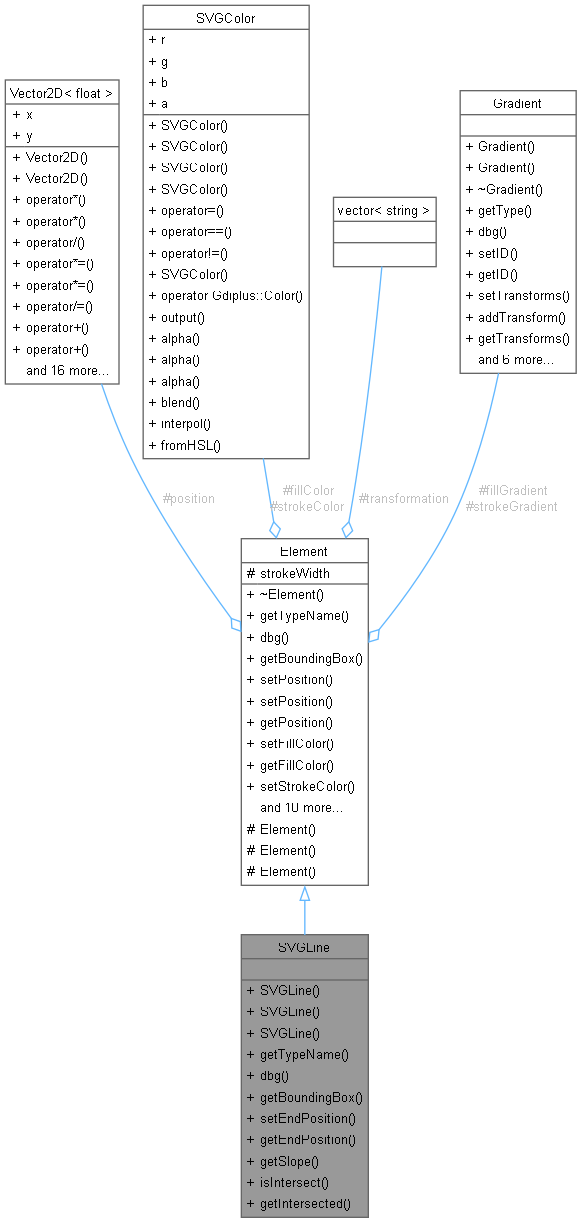 SVGColor
+ r
+ g
+ b
+ a
+ SVGColor()
+ SVGColor()
+ SVGColor()
+ SVGColor()
+ operator=()
+ operator==()
+ operator!=()
+ SVGColor()
+ operator Gdiplus::Color()
+ output()
+ alpha()
+ alpha()
+ alpha()
+ blend()
+ interpol()
+ fromHSL()
Vector2D< float >
+ x
+ y
+ Vector2D()
+ Vector2D()
+ operator*()
+ operator*()
+ operator/()
+ operator*=()
+ operator*=()
+ operator/=()
+ operator+()
+ operator+()
and 16 more...
vector< string >
Gradient
+ Gradient()
+ Gradient()
+ ~Gradient()
+ getType()
+ dbg()
+ setID()
+ getID()
+ setTransforms()
+ addTransform()
+ getTransforms()
and 6 more...
#position
#fillColor
#strokeColor
#transformation
#fillGradient
#strokeGradient
Element
# strokeWidth
+ ~Element()
+ getTypeName()
+ dbg()
+ getBoundingBox()
+ setPosition()
+ setPosition()
+ getPosition()
+ setFillColor()
+ getFillColor()
+ setStrokeColor()
and 10 more...
# Element()
# Element()
# Element()
SVGLine
+ SVGLine()
+ SVGLine()
+ SVGLine()
+ getTypeName()
+ dbg()
+ getBoundingBox()
+ setEndPosition()
+ getEndPosition()
+ getSlope()
+ isIntersect()
+ getIntersected()